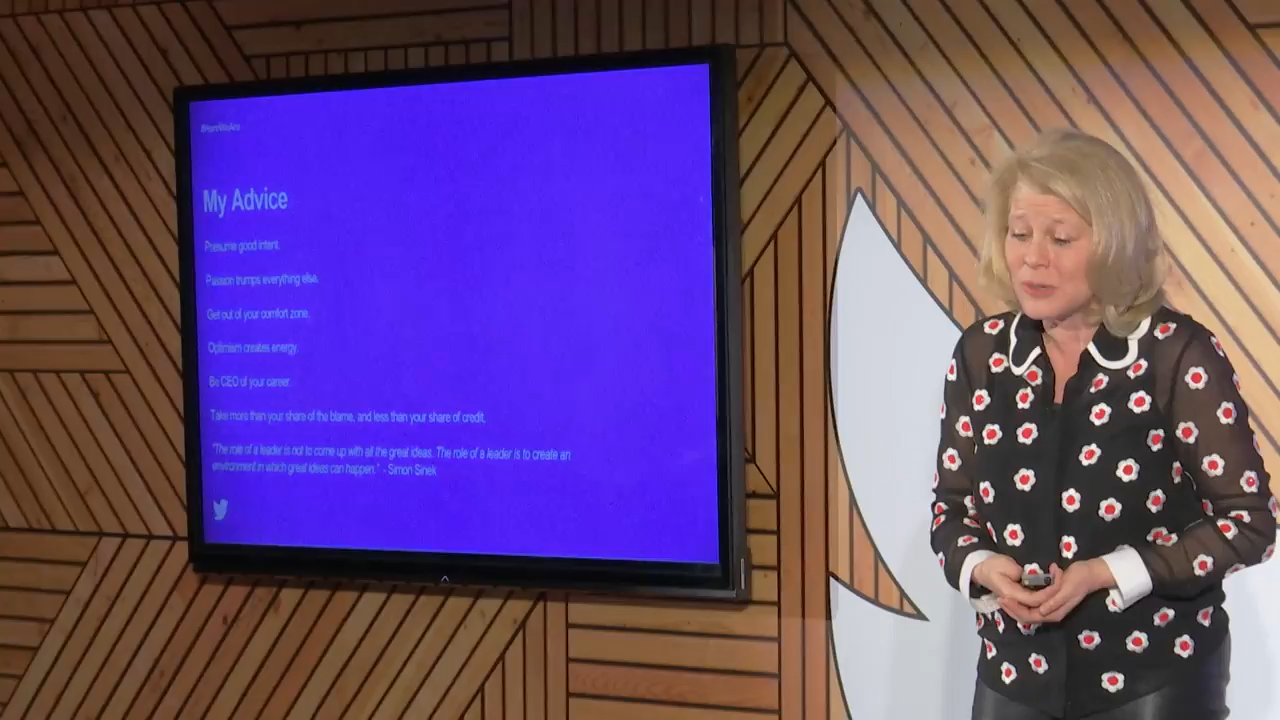 #HereWeAre
My Advice
Presume good intent.
Passion trumps everything else.
Get out of your comfort zone.
Optimism creates energy.
Be CEO of your career.
Take more than your share of the blame, and less than your share of credit.
"The role of a leader is not to come up with all the great ideas. The role of a leader is to create an
environment in which great ideas can happen." - Simon Sinek